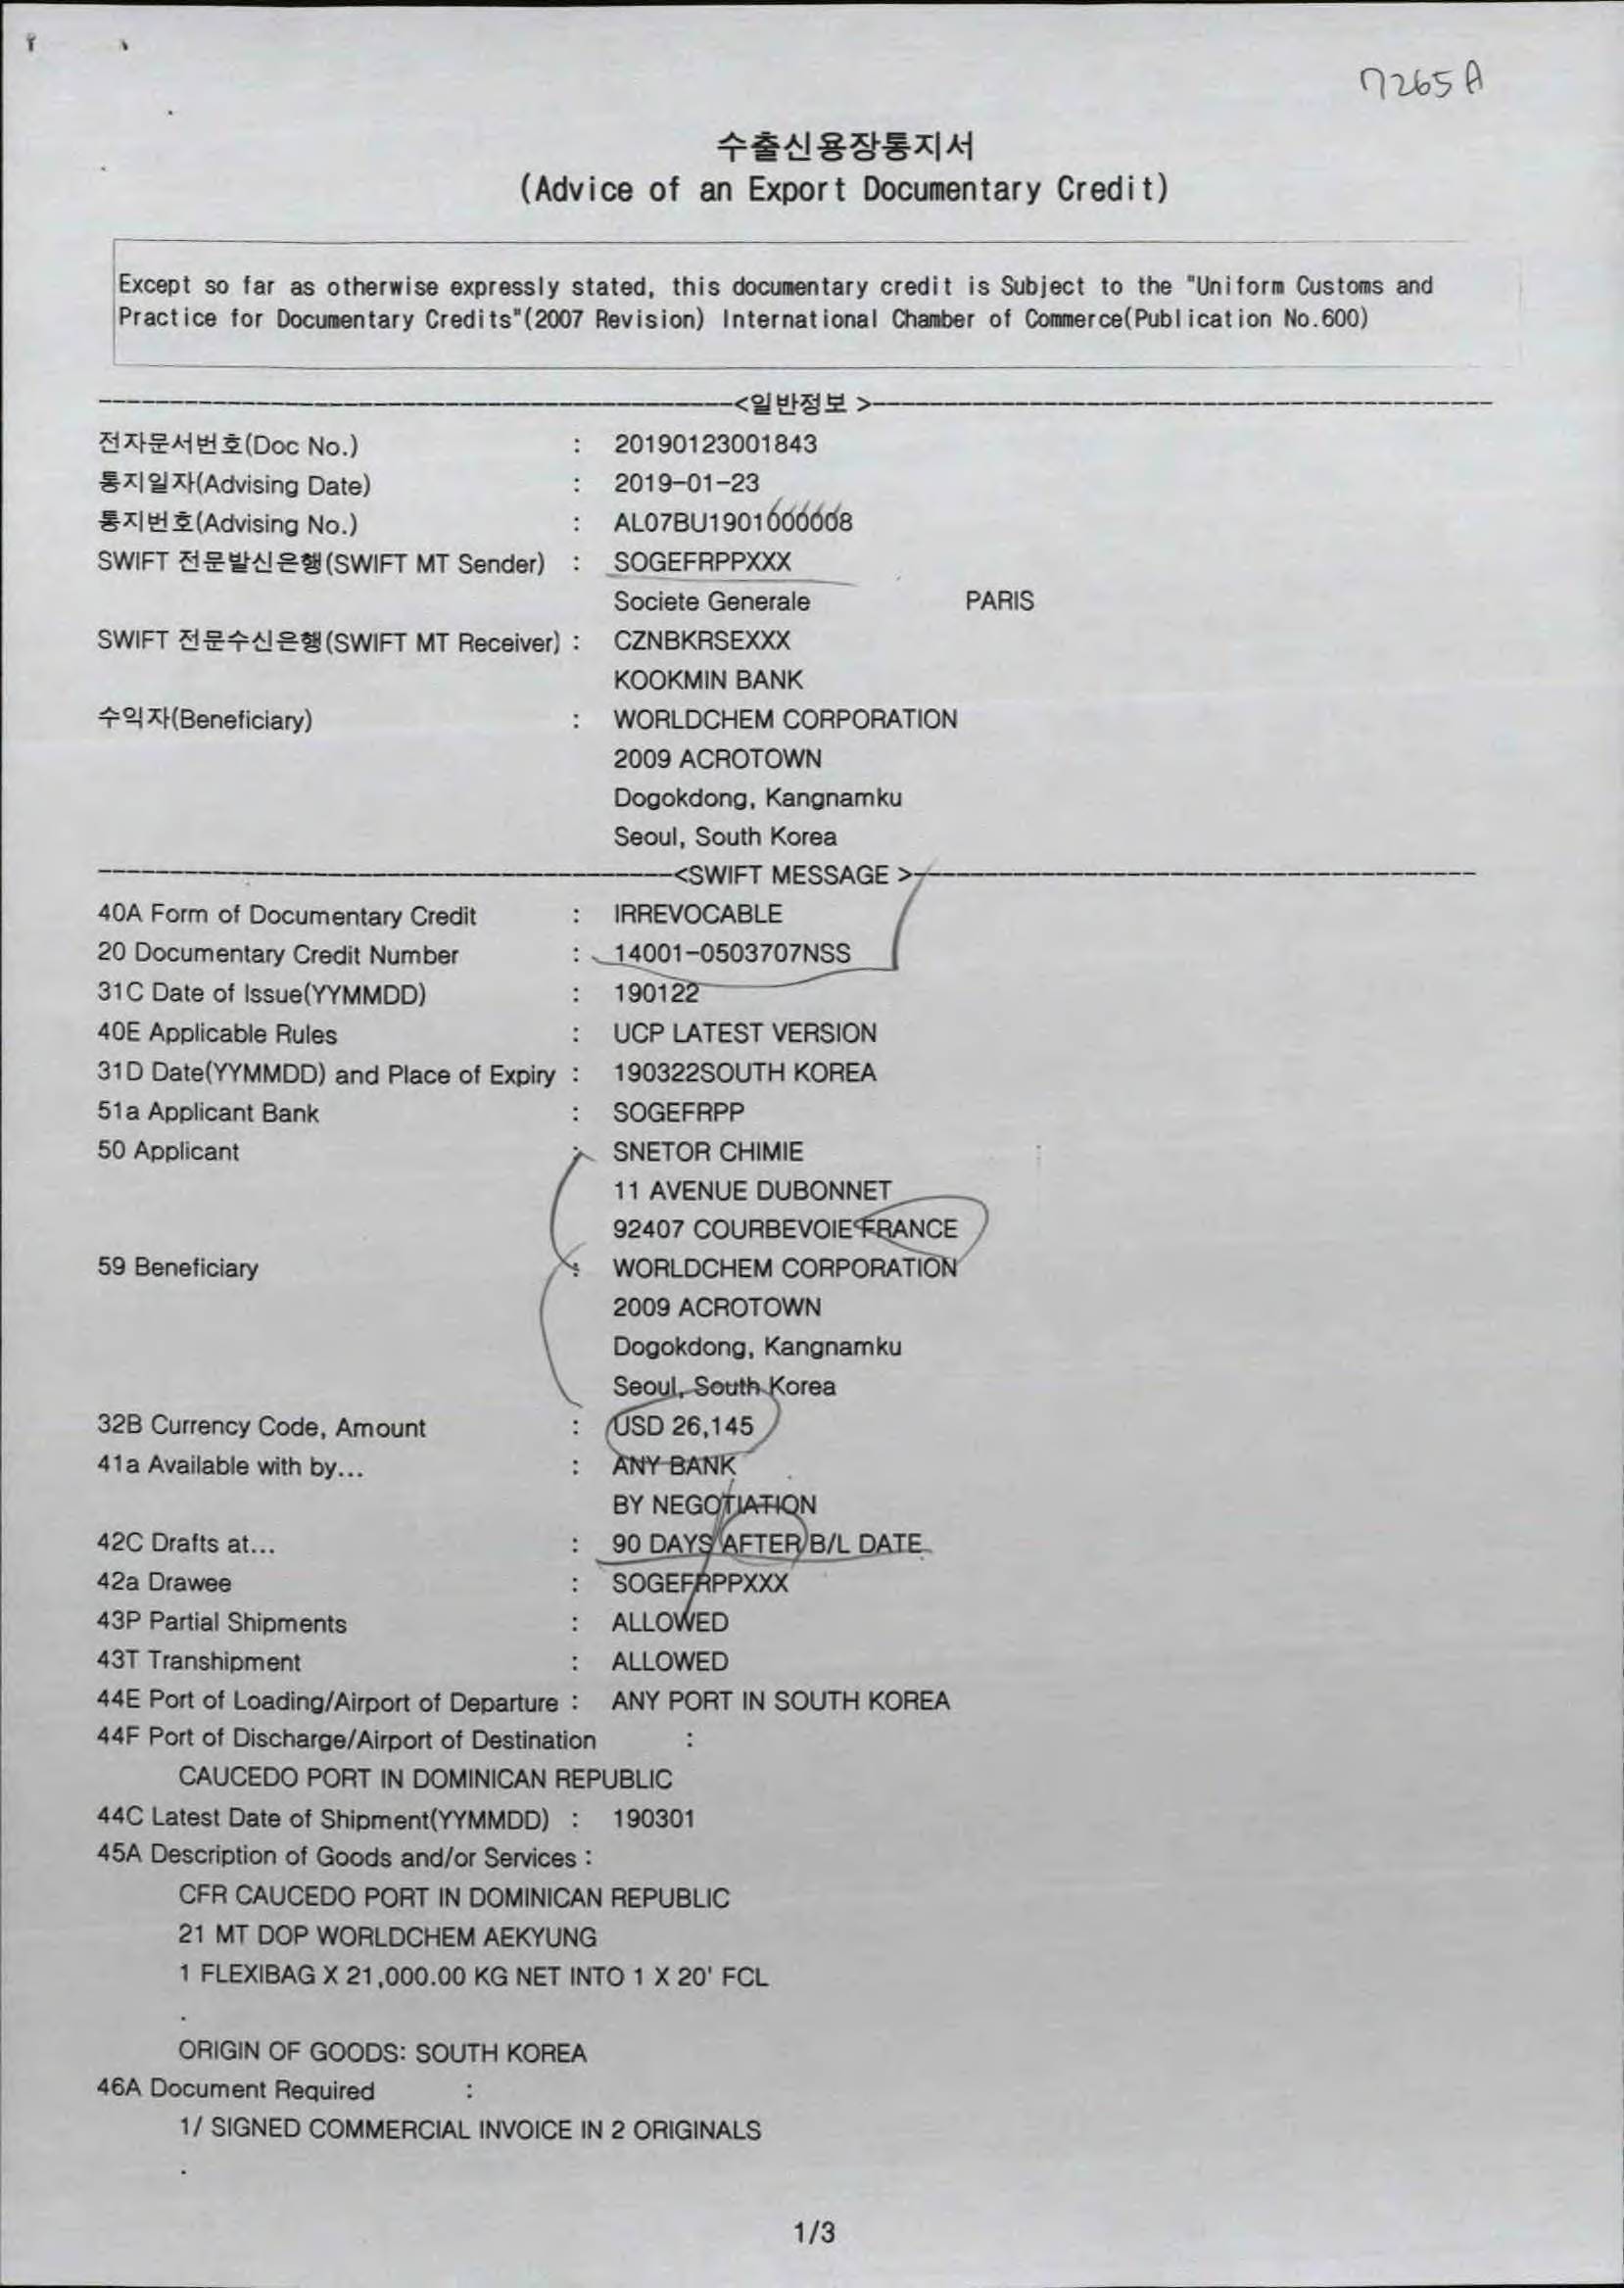 7265A
수출신용장통지서
(Advice of an Export Documentary Credit)
Except so far as otherwise expressly stated, this documentary credit is Subject to the "Uniform Customs and
Practice for Documentary Credits"(2007 Revision) International Chamber of Commerce(Publication No.600)
<일반정보 >
전자문서번호(Doc No.) : 20190123001843
통지일자(Advising Date) : 2019-01-23
통지번호(Advising No.) : AL07BU1901000008
SWIFT 전문발신은행(SWIFT MT Sender) : SOGEFRPPXXX
Societe Generale PARIS
SWIFT 전문수신은행(SWIFT MT Receiver) : CZNBKRSEXXX
KOOKMIN BANK
수익자(Beneficiary) : WORLDCHEM CORPORATION
2009 ACROTOWN
Dogokdong, Kangnamku
Seoul, South Korea
<SWIFT MESSAGE >
40A Form of Documentary Credit : IRREVOCABLE
20 Documentary Credit Number : 14001-0503707NSS
31C Date of Issue(YYMMDD) : 190122
40E Applicable Rules : UCP LATEST VERSION
31D Date(YYMMDD) and Place of Expiry : 190322SOUTH KOREA
51a Applicant Bank : SOGEFRPP
50 Applicant : SNETOR CHIMIE
11 AVENUE DUBONNET
92407 COURBEVOIE FRANCE
59 Beneficiary : WORLDCHEM CORPORATION
2009 ACROTOWN
Dogokdong, Kangnamku
Seoul, South Korea
32B Currency Code, Amount : USD 26,145
41a Available with by... : ANY BANK
BY NEGOTIATION
42C Drafts at... : 90 DAYS AFTER B/L DATE
42a Drawee : SOGEFRPPXXX
43P Partial Shipments : ALLOWED
43T Transhipment : ALLOWED
44E Port of Loading/Airport of Departure : ANY PORT IN SOUTH KOREA
44F Port of Discharge/Airport of Destination :
CAUCEDO PORT IN DOMINICAN REPUBLIC
44C Latest Date of Shipment(YYMMDD) : 190301
45A Description of Goods and/or Services :
CFR CAUCEDO PORT IN DOMINICAN REPUBLIC
21 MT DOP WORLDCHEM AEKYUNG
1 FLEXIBAG X 21,000.00 KG NET INTO 1 X 20' FCL
.
ORIGIN OF GOODS: SOUTH KOREA
46A Document Required :
1/ SIGNED COMMERCIAL INVOICE IN 2 ORIGINALS
.
1/3